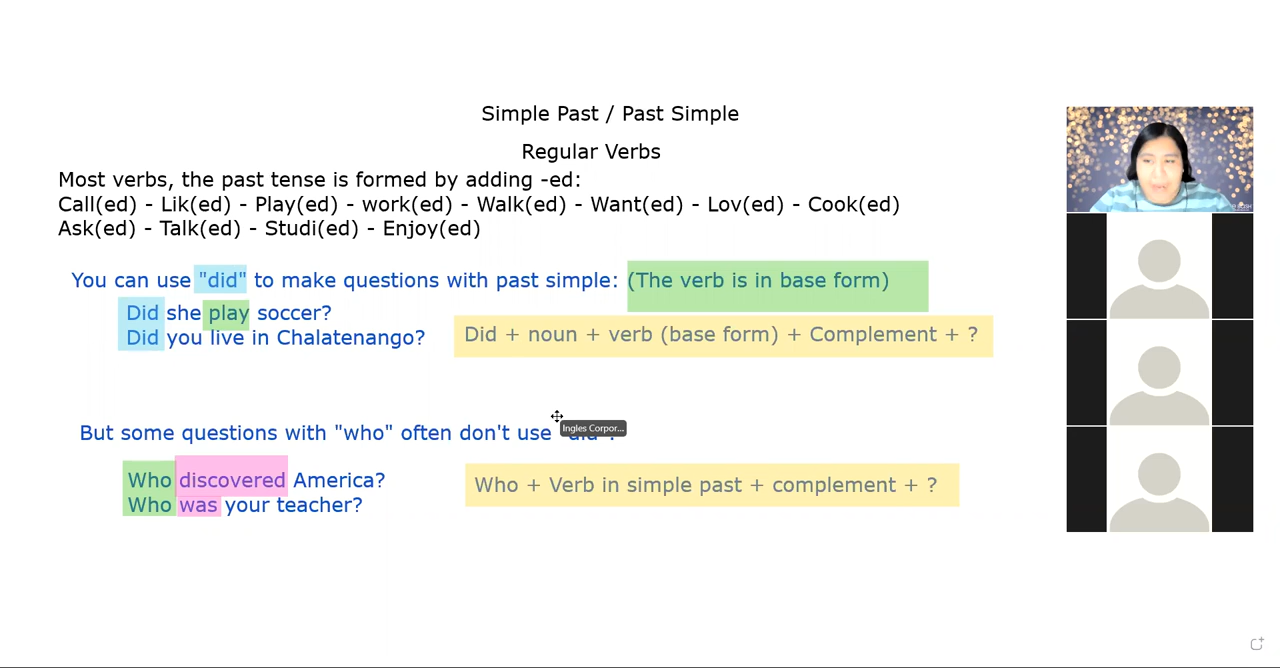 Simple Past / Past Simple
Regular Verbs
Most verbs, the past tense is formed by adding -ed:
Call(ed) - Lik(ed) - Play(ed) - work(ed) - Walk(ed) - Want(ed) - Lov(ed) - Cook(ed)
Ask(ed) - Talk(ed) - Studi(ed) - Enjoy(ed)
You can use "did" to make questions with past simple: (The verb is in base form)
Did she play soccer?
Did you live in Chalatenango?
Did + noun + verb (base form) + Complement + ?
Ingles Corpor...
But some questions with "who" often don't use
Who discovered America?
Who was your teacher?
Who + Verb in simple past + complement + ?